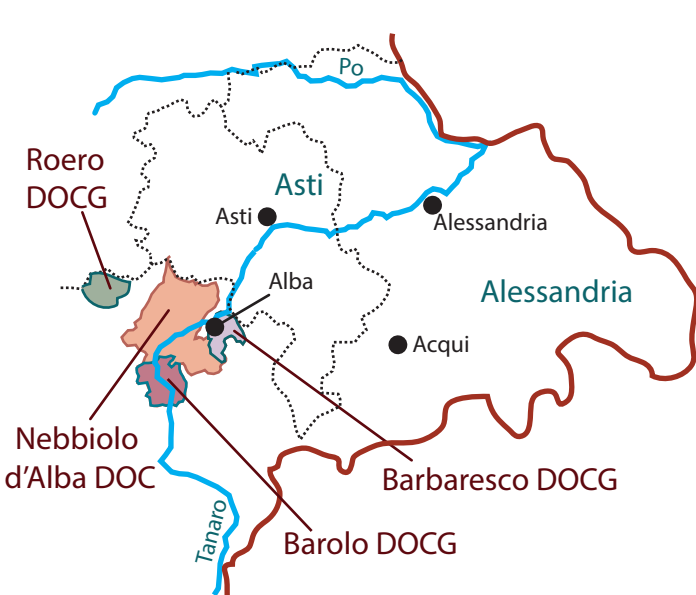 Po
Roero
DOCG
Asti
Asti
Alessandria
Alba
Alessandria
Acqui
Nebbiolo
d'Alba DOC
Barbaresco DOCG
Tanaro
Barolo DOCG